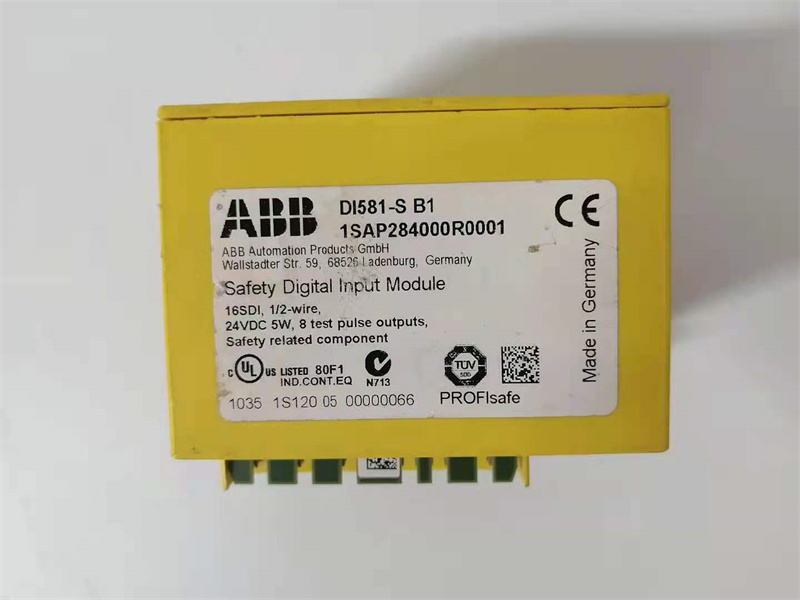 ABB
DI581-S B1
1SAP284000R0001
CE
ABB Automation Products GmbH
Wallstadter Str. 59, 68526 Ladenburg, Germany
Safety Digital Input Module
16SDI, 1/2-wire,
24VDC 5W, 8 test pulse outputs,
Safety related component
c UL US LISTED 80F1
IND.CONT.EQ
N713
TÜV
PROFIsafe
1035 1S120 05 00000066
Made in Germany